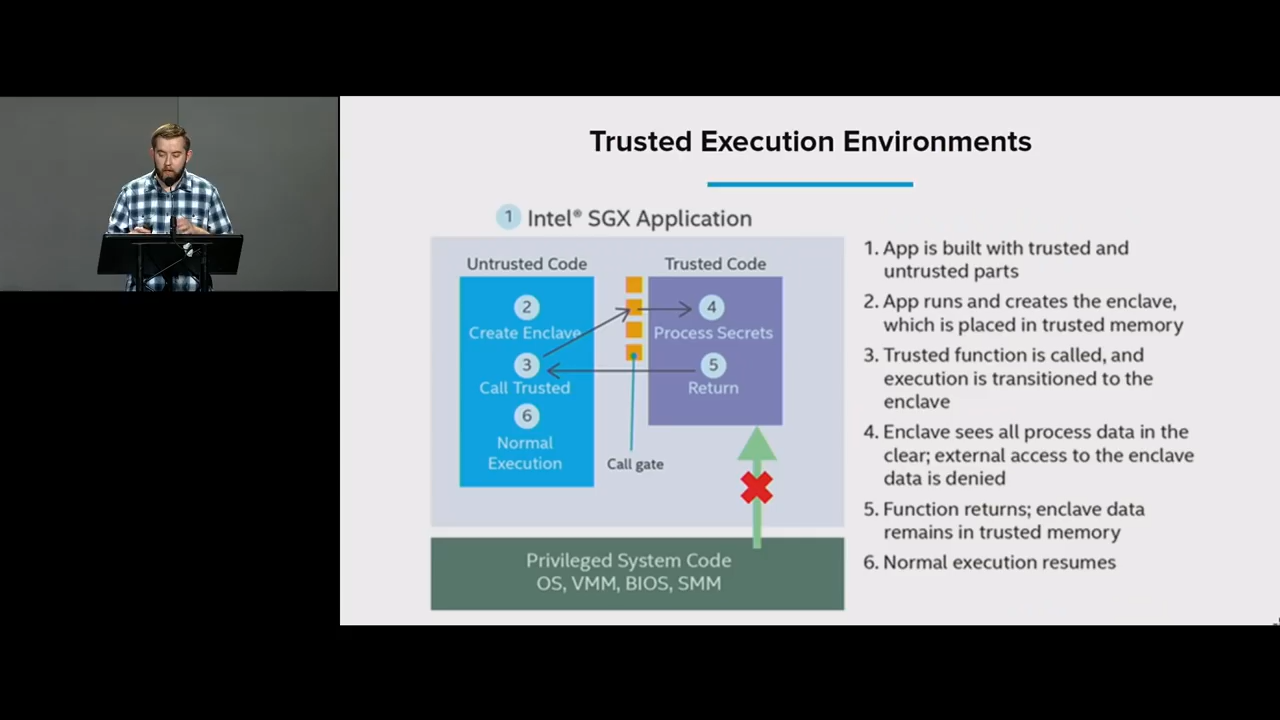 Trusted Execution Environments
1 Intel® SGX Application
Untrusted Code
Trusted Code
2
Create Enclave
3
Call Trusted
6
Normal
Execution
4
Process Secrets
5
Return
Call gate
Privileged System Code
OS, VMM, BIOS, SMM
1. App is built with trusted and
untrusted parts
2. App runs and creates the enclave,
which is placed in trusted memory
3. Trusted function is called, and
execution is transitioned to the
enclave
4. Enclave sees all process data in the
clear; external access to the enclave
data is denied
5. Function returns; enclave data
remains in trusted memory
6. Normal execution resumes